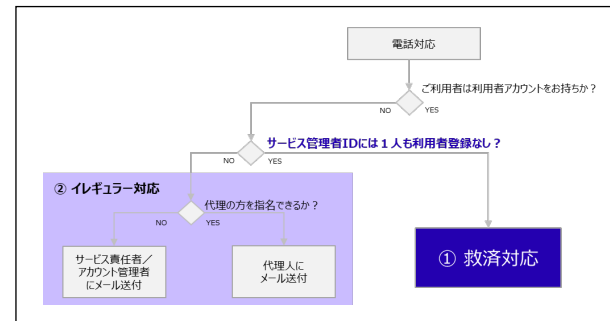 電話対応
ご利用者は利用者アカウントをお持ちか？
NO
YES
サービス管理者IDには１人も利用者登録なし？
NO
YES
② イレギュラー対応
代理の方を指名できるか？
NO
YES
サービス責任者／
アカウント管理者
にメール送付
代理人に
メール送付
① 救済対応